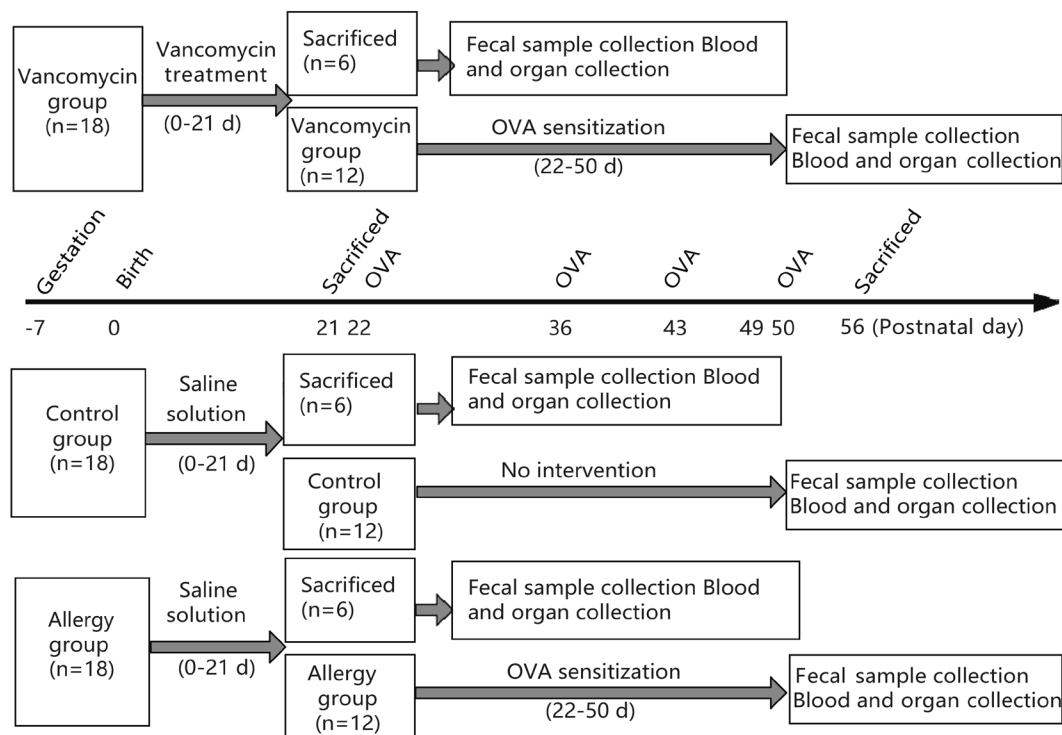 Vancomycin
group
(n=18)
Vancomycin
treatment
(0-21 d)
Sacrificed
(n=6)
Fecal sample collection Blood
and organ collection
Vancomycin
group
(n=12)
OVA sensitization
(22-50 d)
Fecal sample collection
Blood and organ collection
Gestation
Birth
Sacrificed
OVA
OVA
OVA
OVA
Sacrificed
-7 0 21 22 36 43 49 50 56 (Postnatal day)
Control
group
(n=18)
Saline
solution
(0-21 d)
Sacrificed
(n=6)
Fecal sample collection Blood
and organ collection
Control
group
(n=12)
No intervention
Fecal sample collection
Blood and organ collection
Allergy
group
(n=18)
Saline
solution
(0-21 d)
Sacrificed
(n=6)
Fecal sample collection Blood
and organ collection
Allergy
group
(n=12)
OVA sensitization
(22-50 d)
Fecal sample collection
Blood and organ collection